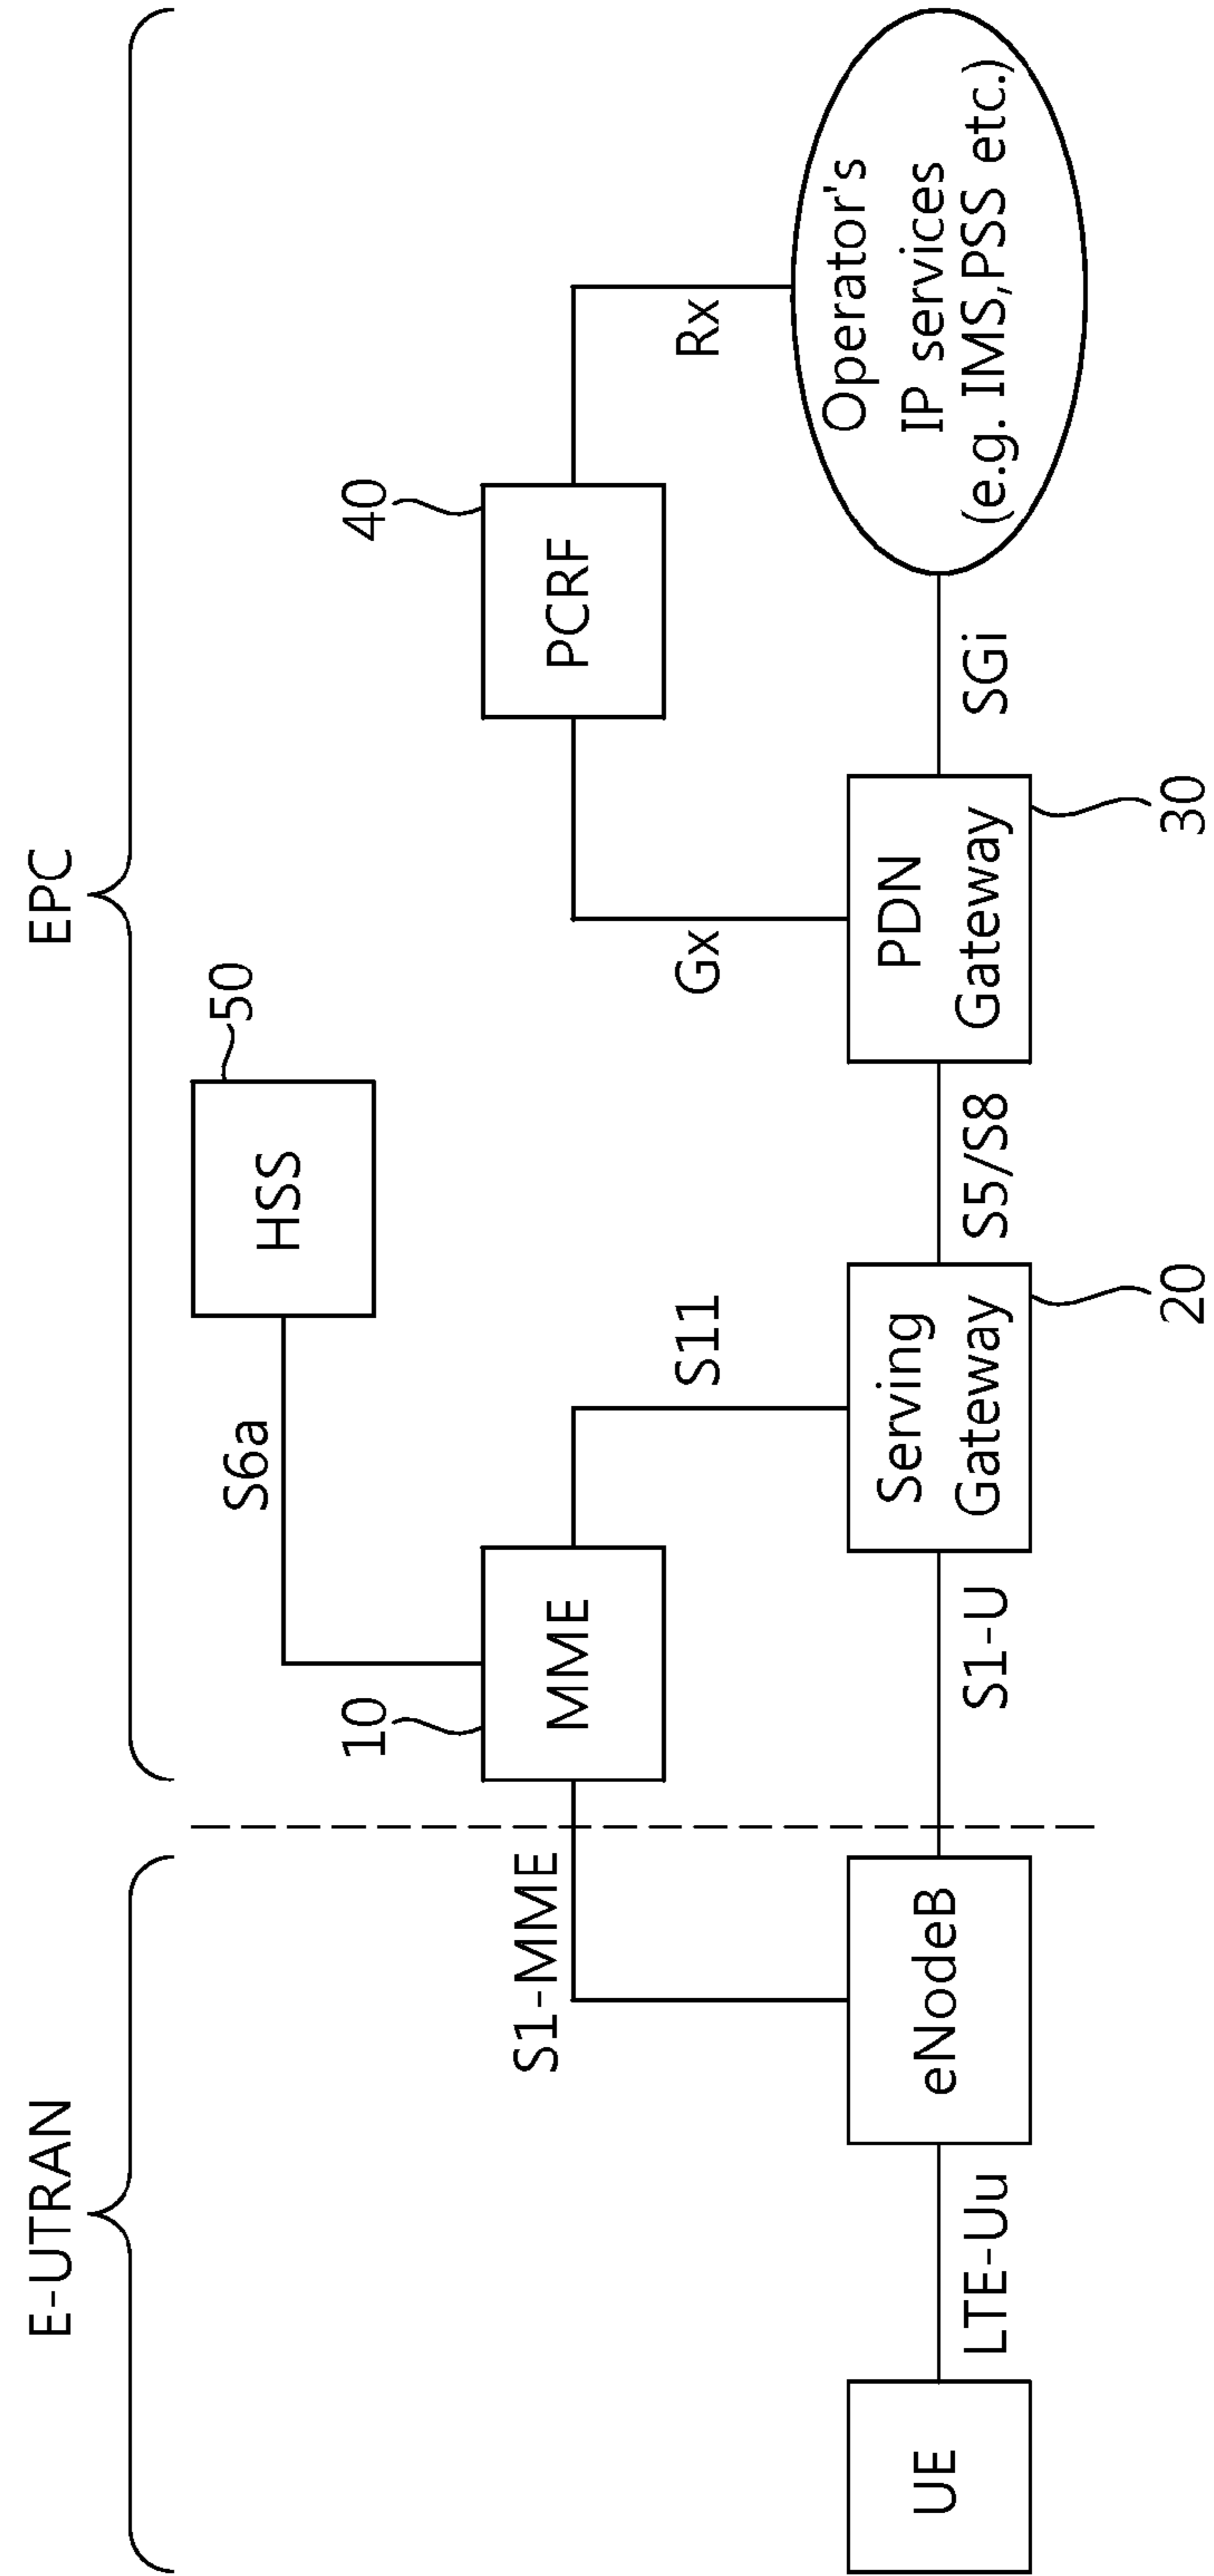 E-UTRAN
EPC
HSS
50
S6a
10
MME
S1-MME
S11
40
PCRF
Gx
Rx
UE
LTE-Uu
eNodeB
S1-U
Serving
Gateway
20
S5/S8
PDN
Gateway
30
SGi
Operator's
IP services
(e.g. IMS,PSS etc.)